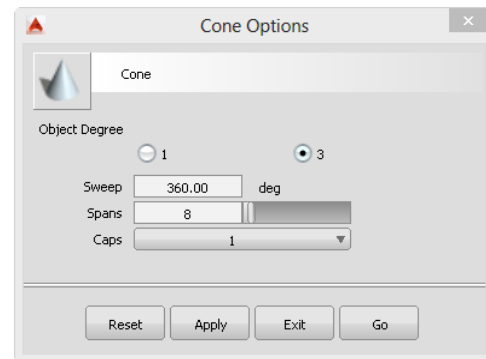 Cone Options
Cone
Object Degree
1 3
Sweep 360.00 deg
Spans 8
Caps 1
Reset Apply Exit Go